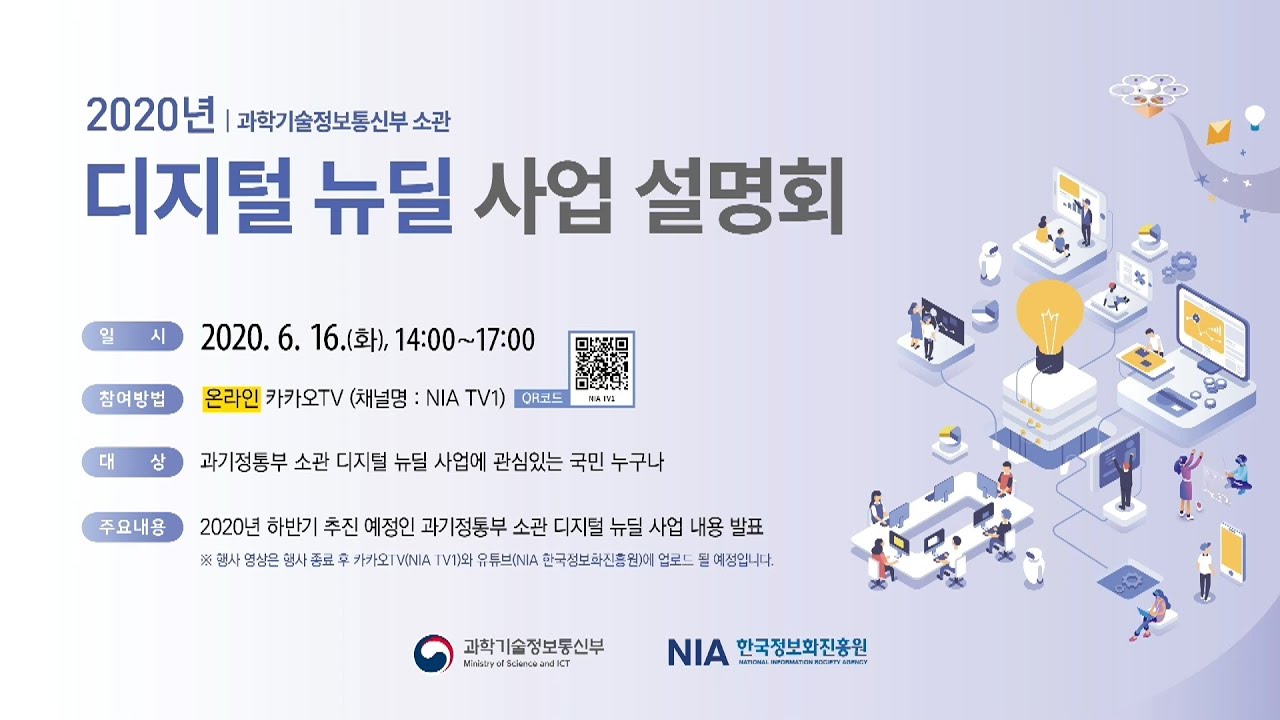 2020년 | 과학기술정보통신부 소관
디지털 뉴딜 사업 설명회
일 시 2020. 6. 16.(화), 14:00~17:00
참여방법 온라인 카카오TV (채널명 : NIA TV1) QR코드
NIA TV1
대 상 과기정통부 소관 디지털 뉴딜 사업에 관심있는 국민 누구나
주요내용 2020년 하반기 추진 예정인 과기정통부 소관 디지털 뉴딜 사업 내용 발표
※ 행사 영상은 행사 종료 후 카카오TV(NIA TV1)와 유튜브(NIA 한국정보화진흥원)에 업로드 될 예정입니다.
과학기술정보통신부
Ministry of Science and ICT
NIA 한국정보화진흥원
NATIONAL INFORMATION SOCIETY AGENCY